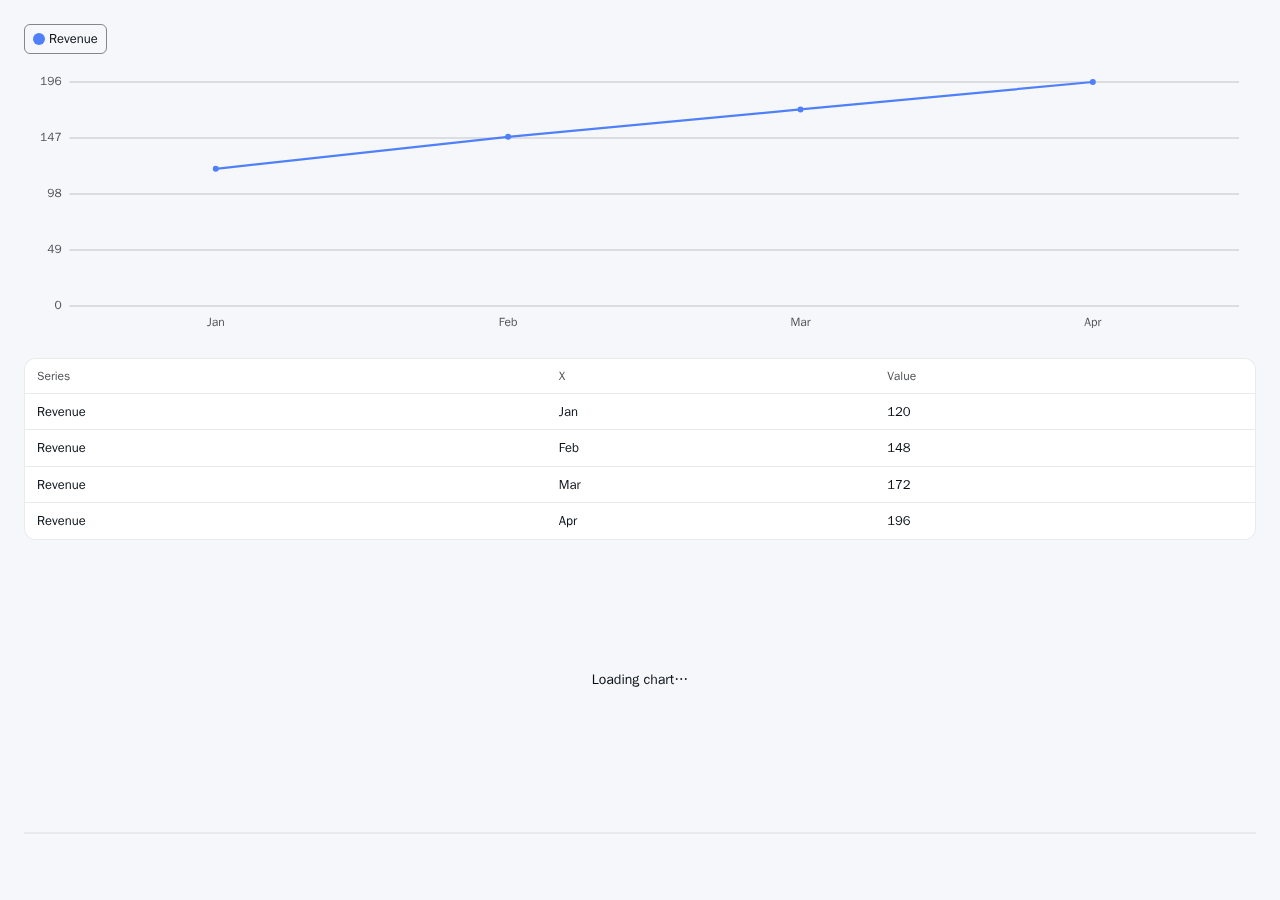 Revenue
196
147
98
49
0
Jan Feb Mar Apr
Series X Value
Revenue Jan 120
Revenue Feb 148
Revenue Mar 172
Revenue Apr 196
Loading chart⋯